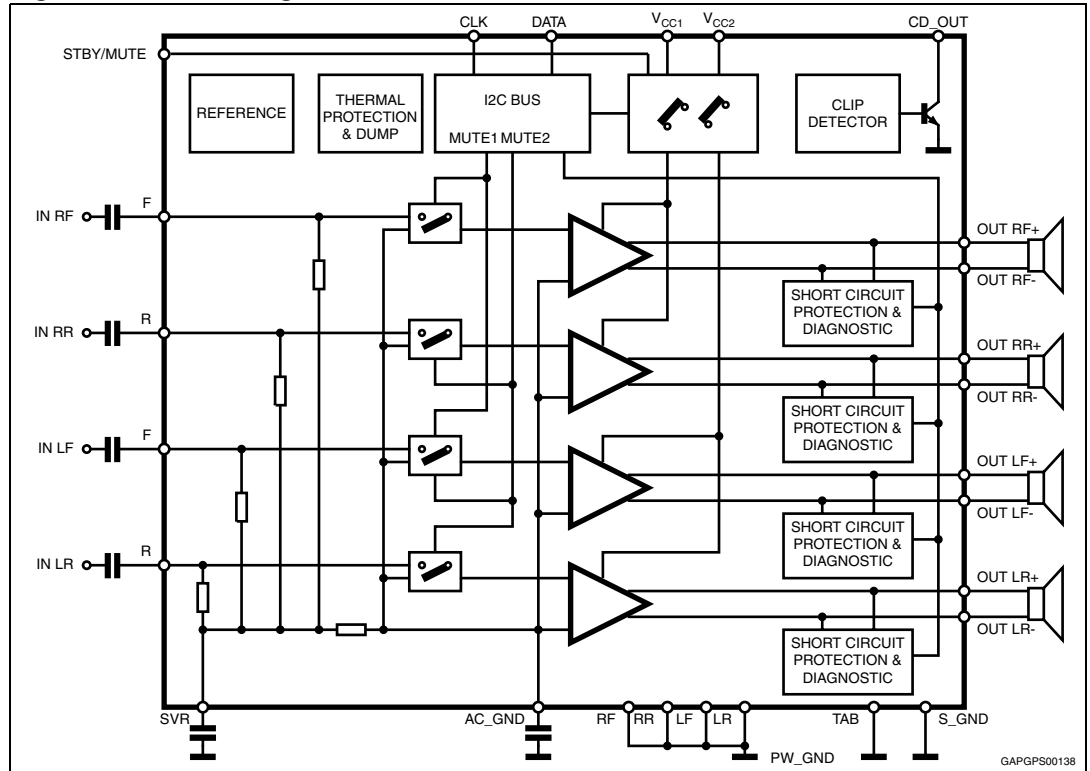 CLK
DATA
VCC1
VCC2
CD_OUT
STBY/MUTE
REFERENCE
THERMAL
PROTECTION
& DUMP
I2C BUS
MUTE1 MUTE2
CLIP
DETECTOR
IN RF
F
OUT RF+
OUT RF-
SHORT CIRCUIT
PROTECTION &
DIAGNOSTIC
IN RR
R
OUT RR+
OUT RR-
SHORT CIRCUIT
PROTECTION &
DIAGNOSTIC
IN LF
F
OUT LF+
OUT LF-
SHORT CIRCUIT
PROTECTION &
DIAGNOSTIC
IN LR
R
OUT LR+
OUT LR-
SHORT CIRCUIT
PROTECTION &
DIAGNOSTIC
SVR
AC_GND
RF
RR
LF
LR
PW_GND
TAB
S_GND
GAPGPS00138